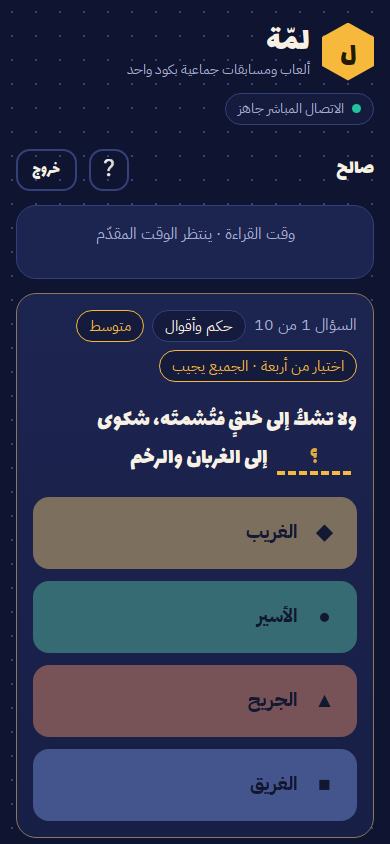 ل
لمّة
ألعاب ومسابقات جماعية بكود واحد
الاتصال المباشر جاهز
صالح
?
خروج
وقت القراءة · ينتظر الوقت المقدّم
السؤال 1 من 10
حكم وأقوال
متوسط
اختيار من أربعة · الجميع يجيب
ولا تشكُ إلى خلقٍ فتُشمتَه، شكوى
؟ إلى الغربان والرخم
الغريب
الأسير
الجريح
الغريق